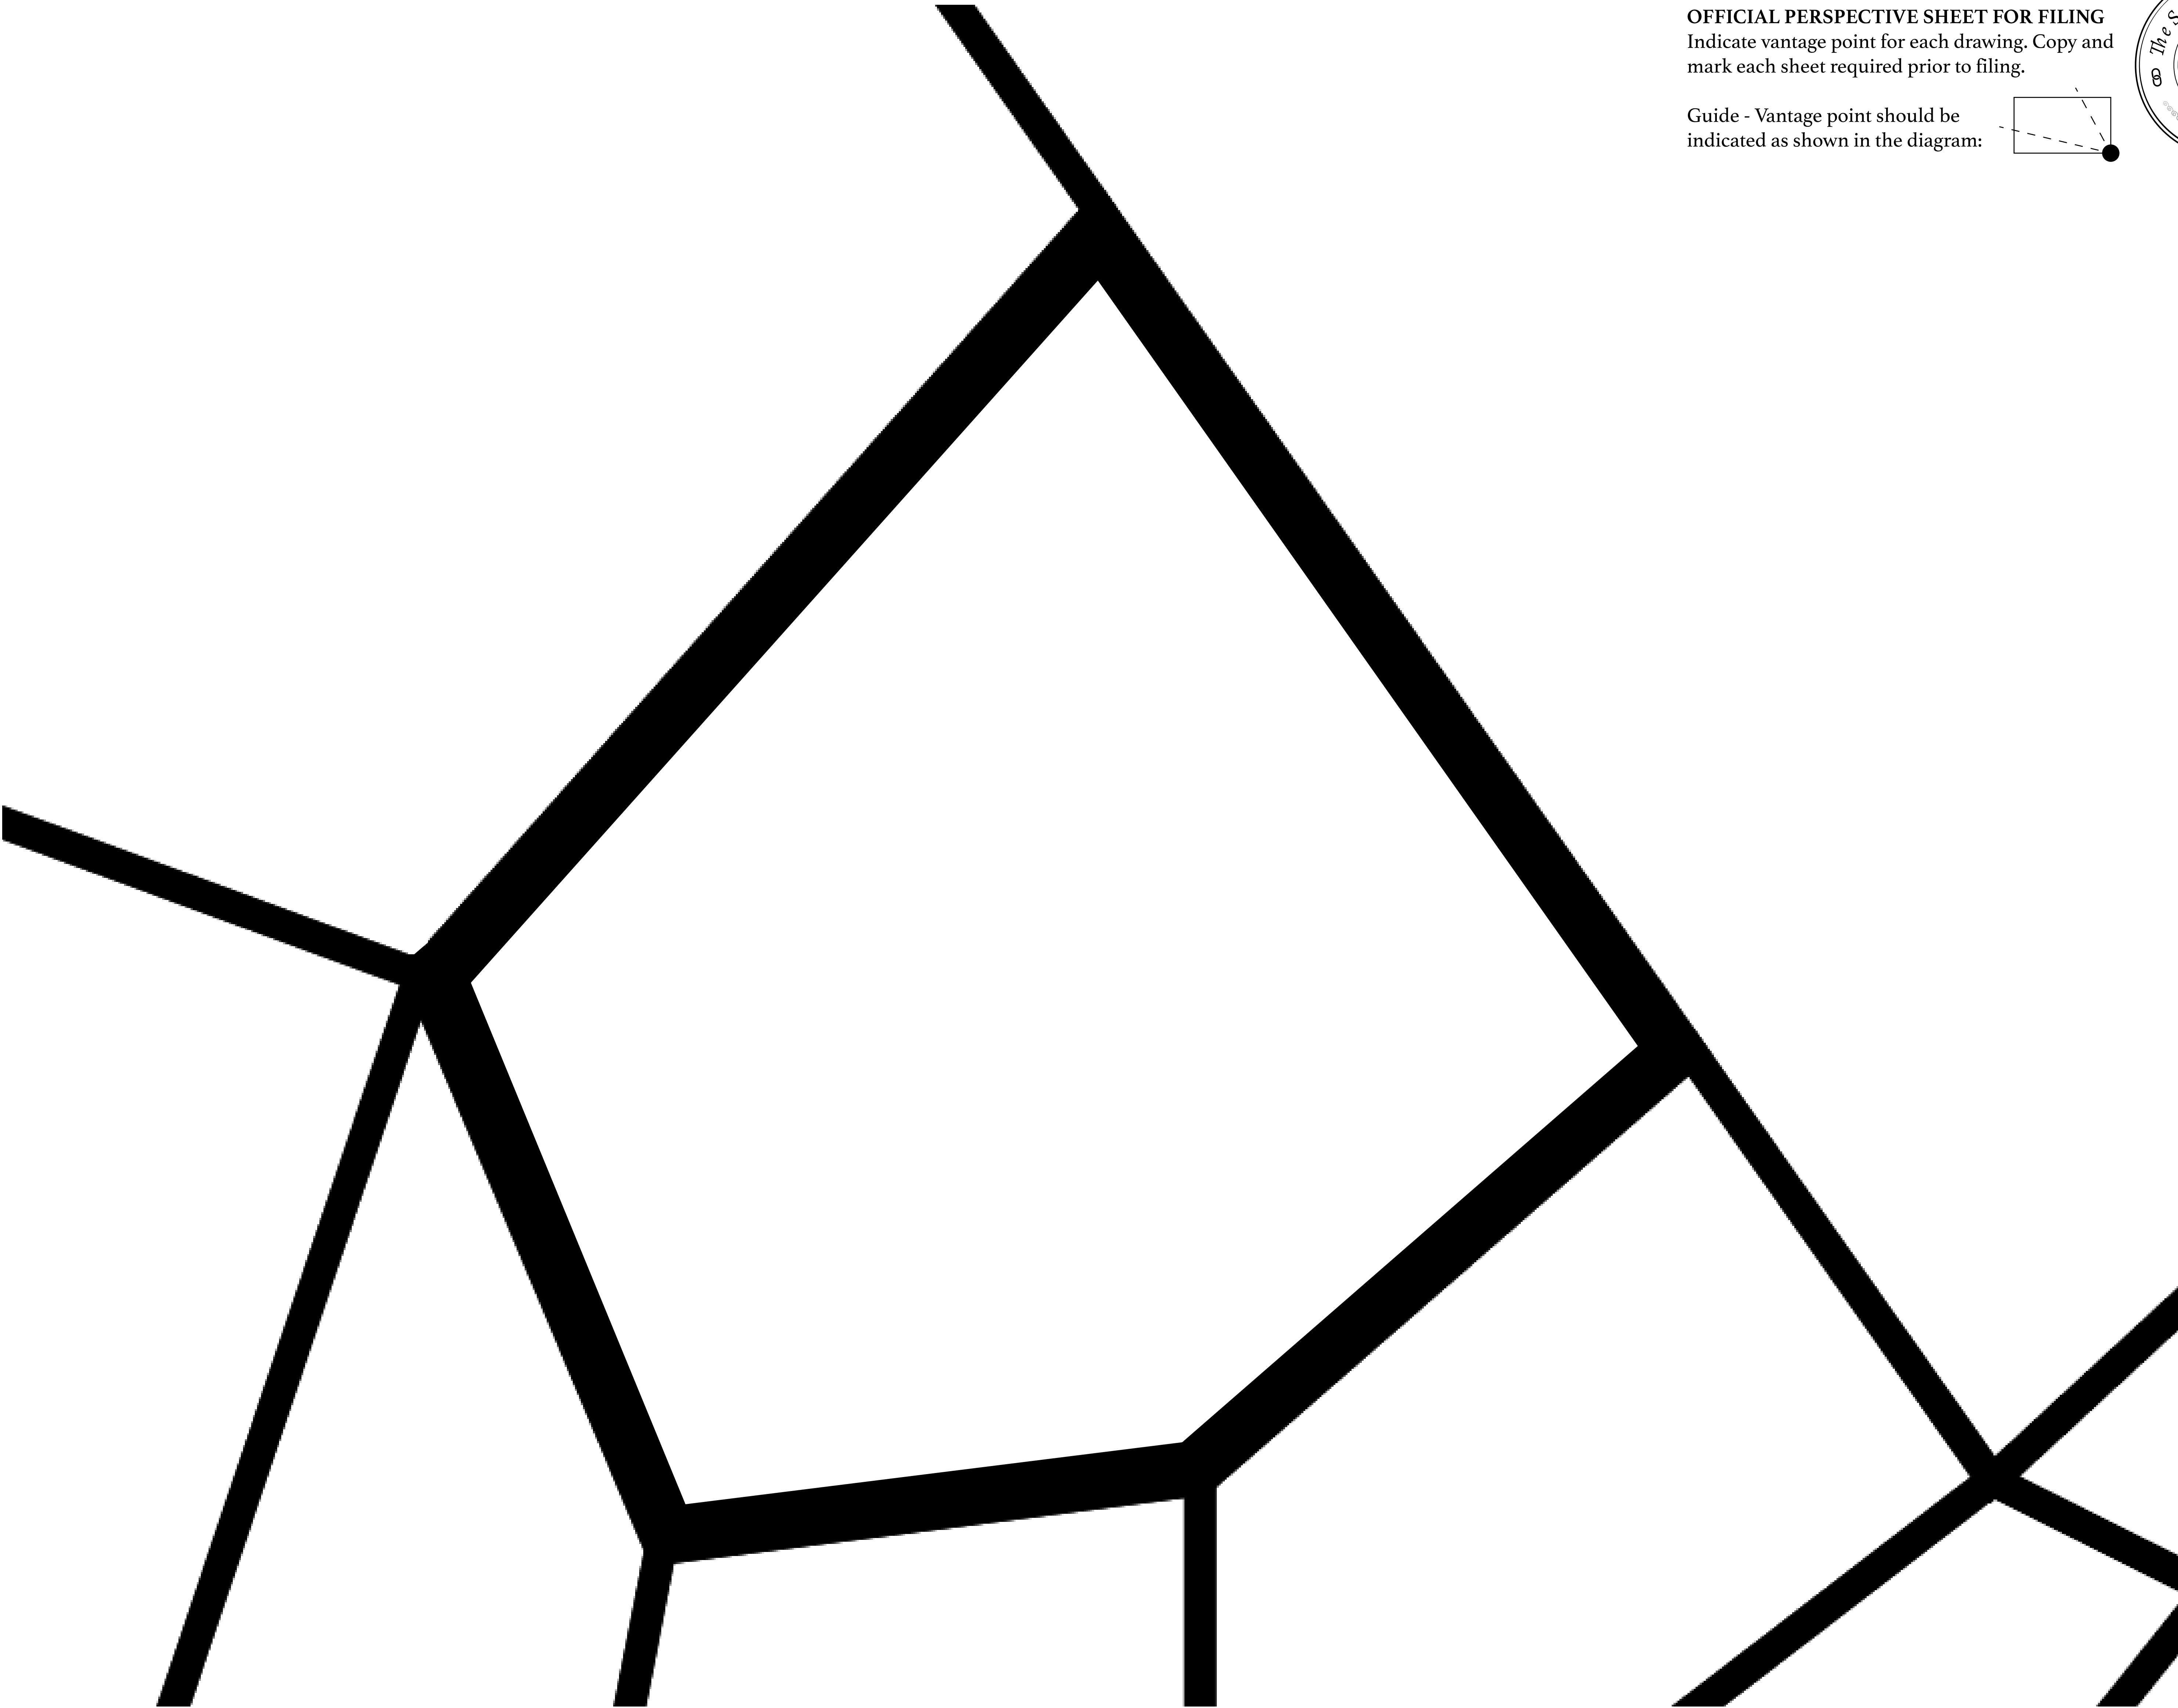 OFFICIAL PERSPECTIVE SHEET FOR FILING
Indicate vantage point for each drawing. Copy and
mark each sheet required prior to filing.
Guide - Vantage point should be
indicated as shown in the diagram:
The